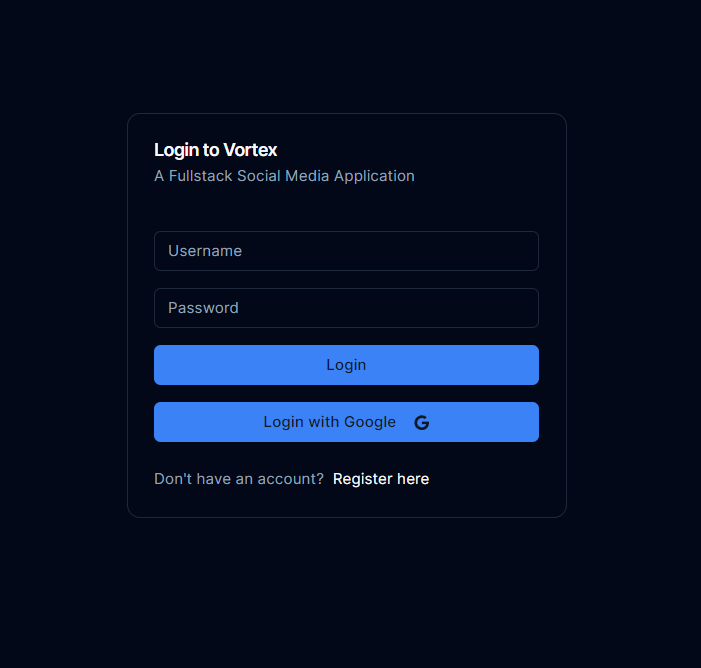 Login to Vortex
A Fullstack Social Media Application
Username
Password
Login
Login with Google
Don't have an account? Register here